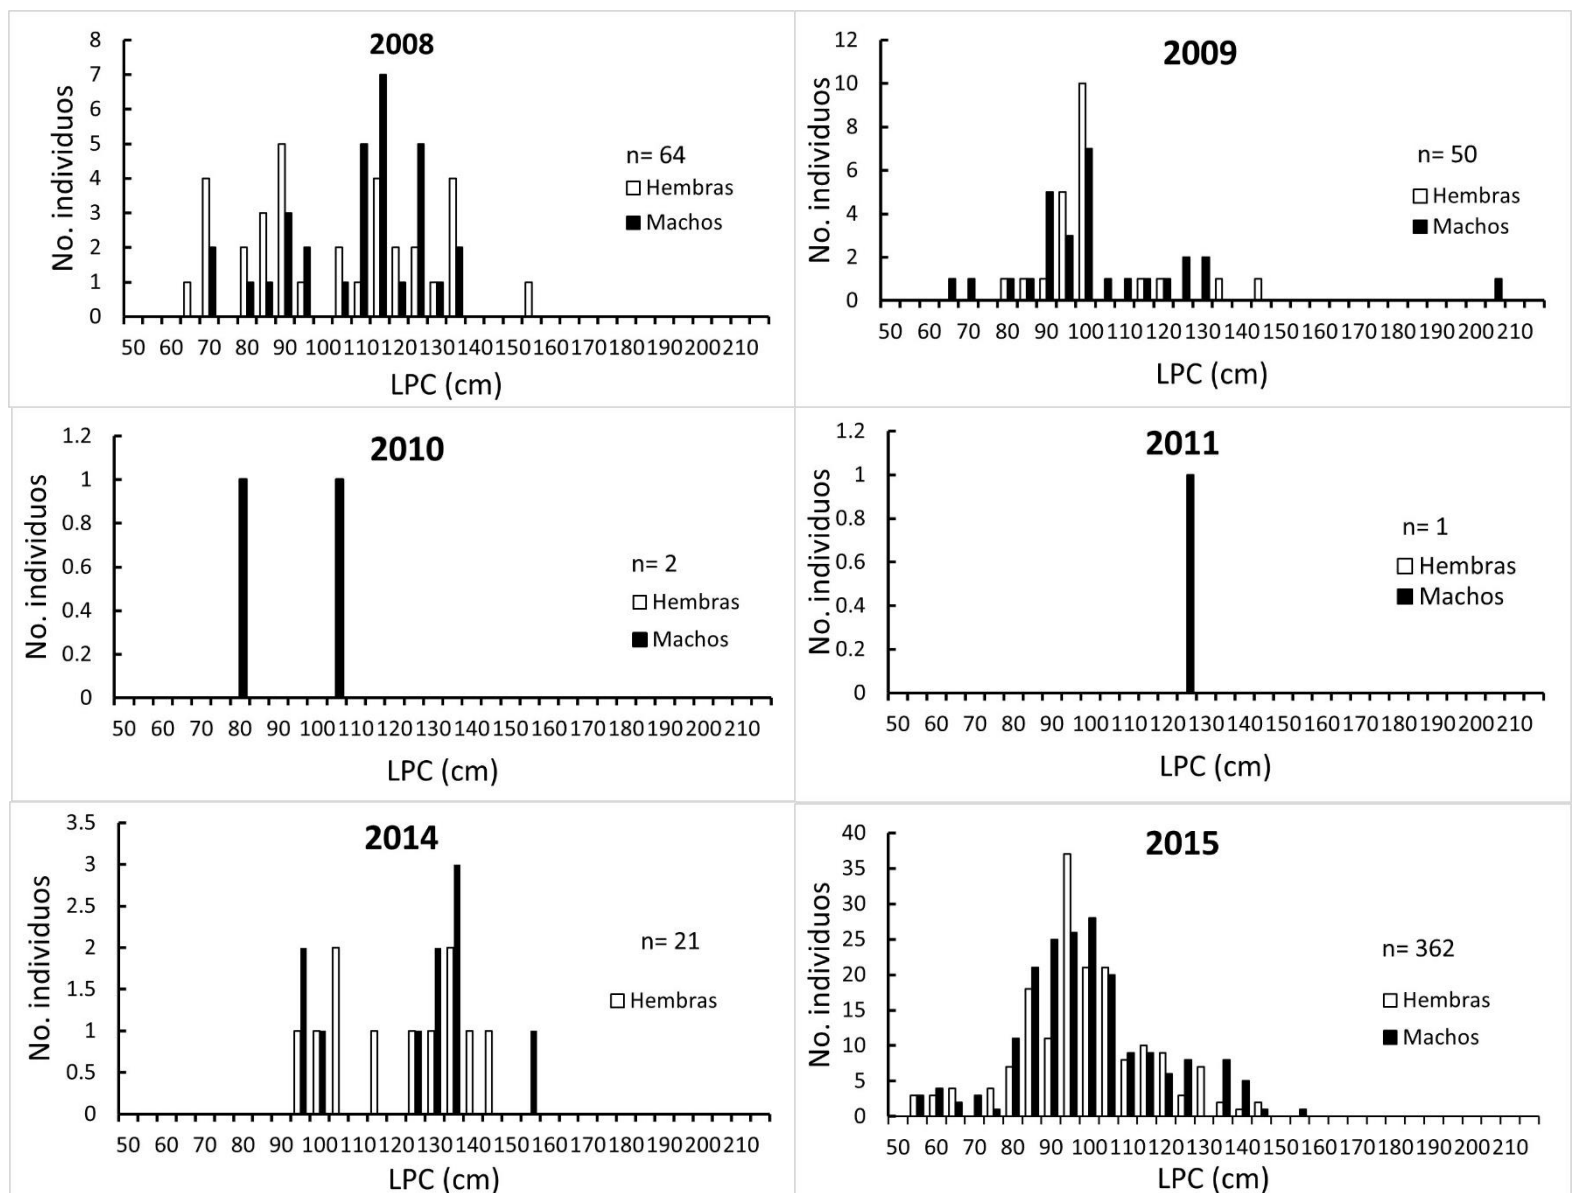 2008
8
7
6
5
4
3
2
1
0
No. individuos
n= 64
Hembras
Machos
50 60 70 80 90 100 110 120 130 140 150 160 170 180 190 200 210
LPC (cm)
2009
12
10
8
6
4
2
0
No. individuos
n= 50
Hembras
Machos
50 60 70 80 90 100 110 120 130 140 150 160 170 180 190 200 210
LPC (cm)
2010
1.2
1
0.8
0.6
0.4
0.2
0
No. individuos
n= 2
Hembras
Machos
50 60 70 80 90 100 110 120 130 140 150 160 170 180 190 200 210
LPC (cm)
2011
1.2
1
0.8
0.6
0.4
0.2
0
No. individuos
n= 1
Hembras
Machos
50 60 70 80 90 100 110 120 130 140 150 160 170 180 190 200 210
LPC (cm)
2014
3.5
3
2.5
2
1.5
1
0.5
0
No. individuos
n= 21
Hembras
50 60 70 80 90 100 110 120 130 140 150 160 170 180 190 200 210
LPC (cm)
2015
40
35
30
25
20
15
10
5
0
No. individuos
n= 362
Hembras
Machos
50 60 70 80 90 100 110 120 130 140 150 160 170 180 190 200 210
LPC (cm)